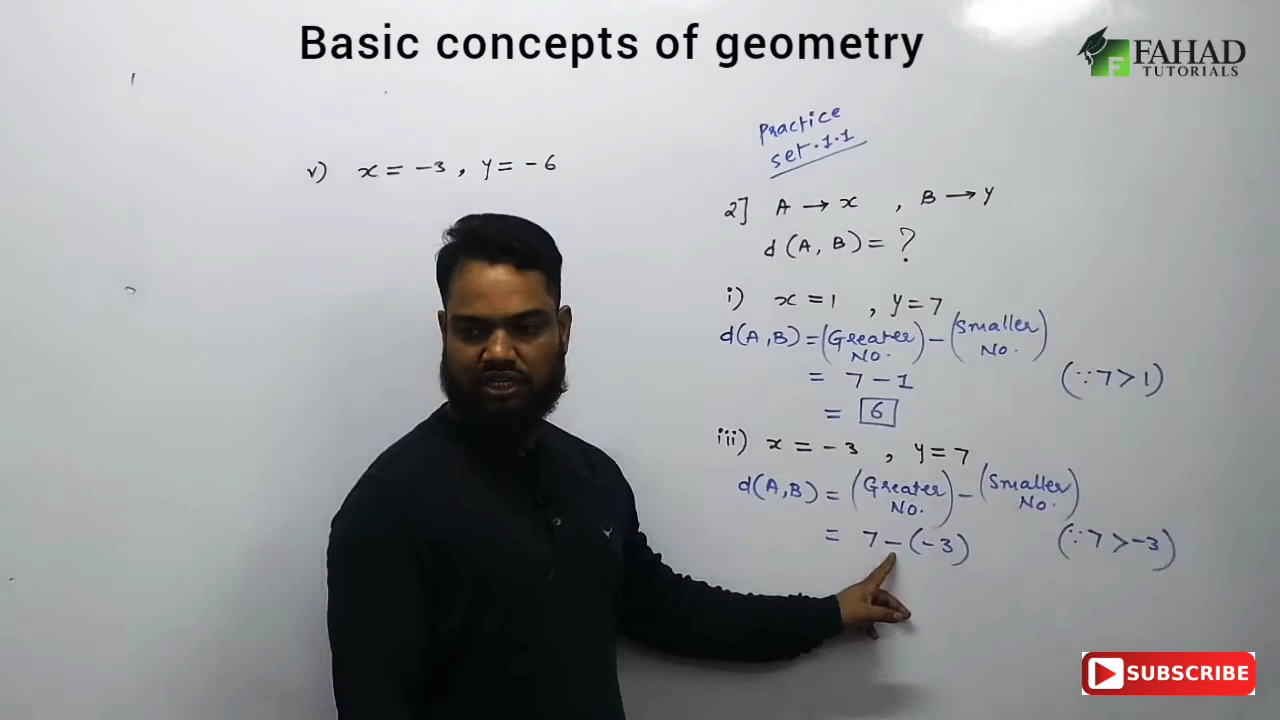 Basic concepts of geometry
FAHAD
TUTORIALS
v) x = -3 , y = -6
Practice
set.1.1
2] A → x , B → y
d(A, B) = ?
i) x = 1 , y = 7
d(A, B) = (Greater No.) - (Smaller No.)
= 7 - 1 (∵ 7 > 1)
= 6
iii) x = -3 , y = 7
d(A, B) = (Greater No.) - (Smaller No.)
= 7 - (-3) (∵ 7 > -3)
SUBSCRIBE